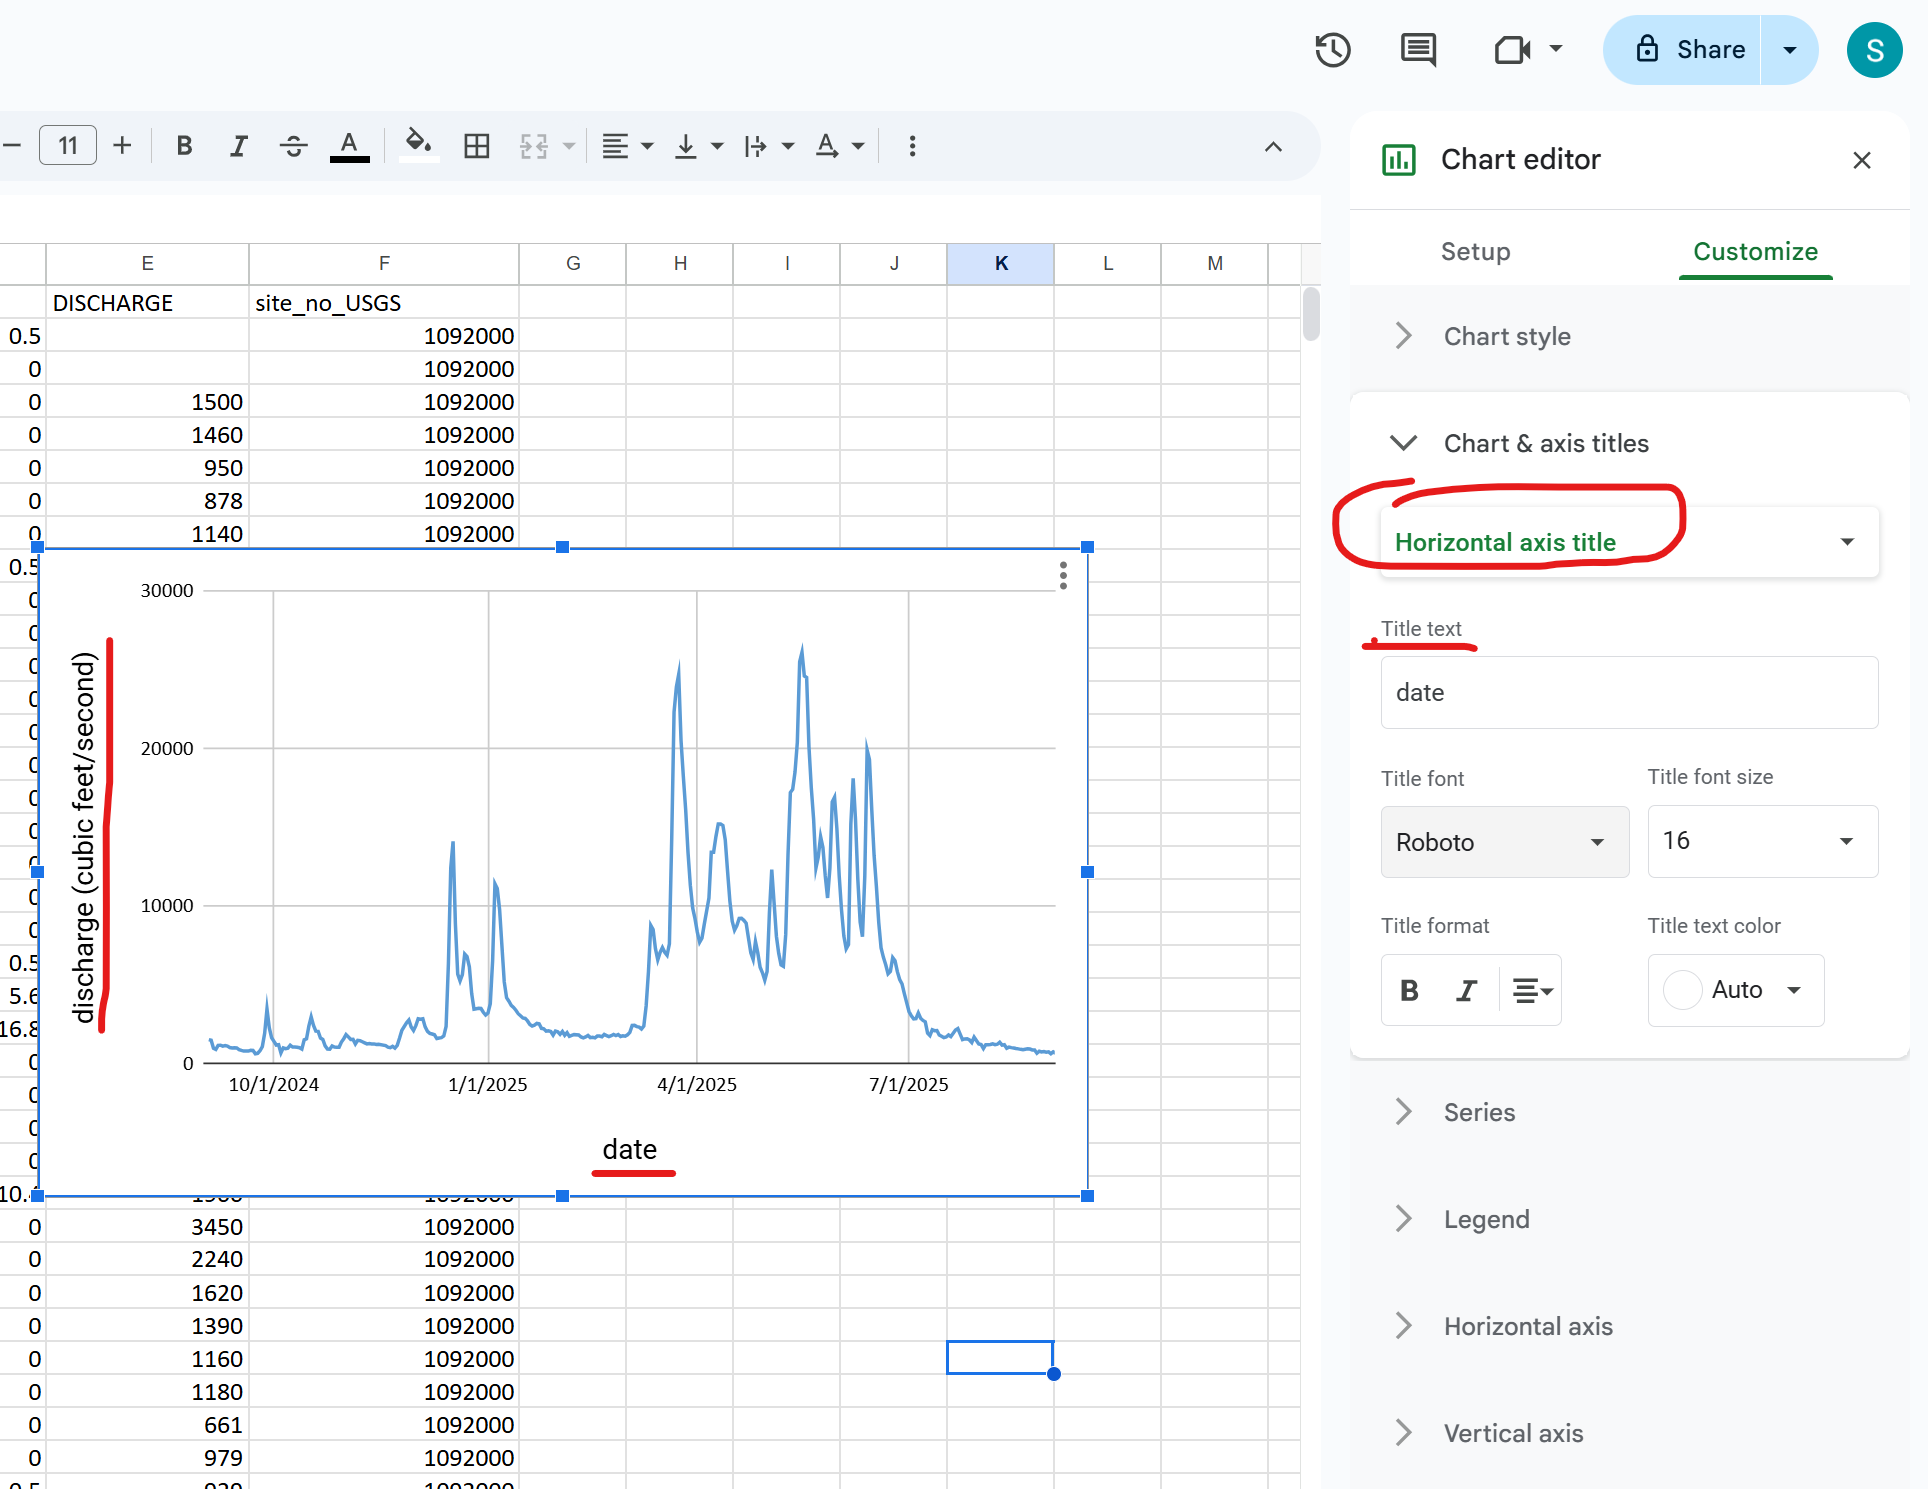 Share
S
11
B
I
A
A
Chart editor
Setup
Customize
E F G H I J K L M
DISCHARGE site_no_USGS
0.5 1092000
0 1092000
0 1500 1092000
0 1460 1092000
0 950 1092000
0 878 1092000
0 1140 1092000
0.5
30000
20000
10000
0
discharge (cubic feet/second)
10/1/2024 1/1/2025 4/1/2025 7/1/2025
date
0.5
5.6
16.8
0 3450 1092000
0 2240 1092000
0 1620 1092000
0 1390 1092000
0 1160 1092000
0 1180 1092000
0 661 1092000
0 979 1092000
Chart style
Chart & axis titles
Horizontal axis title
Title text
date
Title font Title font size
Roboto 16
Title format Title text color
B I Auto
Series
Legend
Horizontal axis
Vertical axis